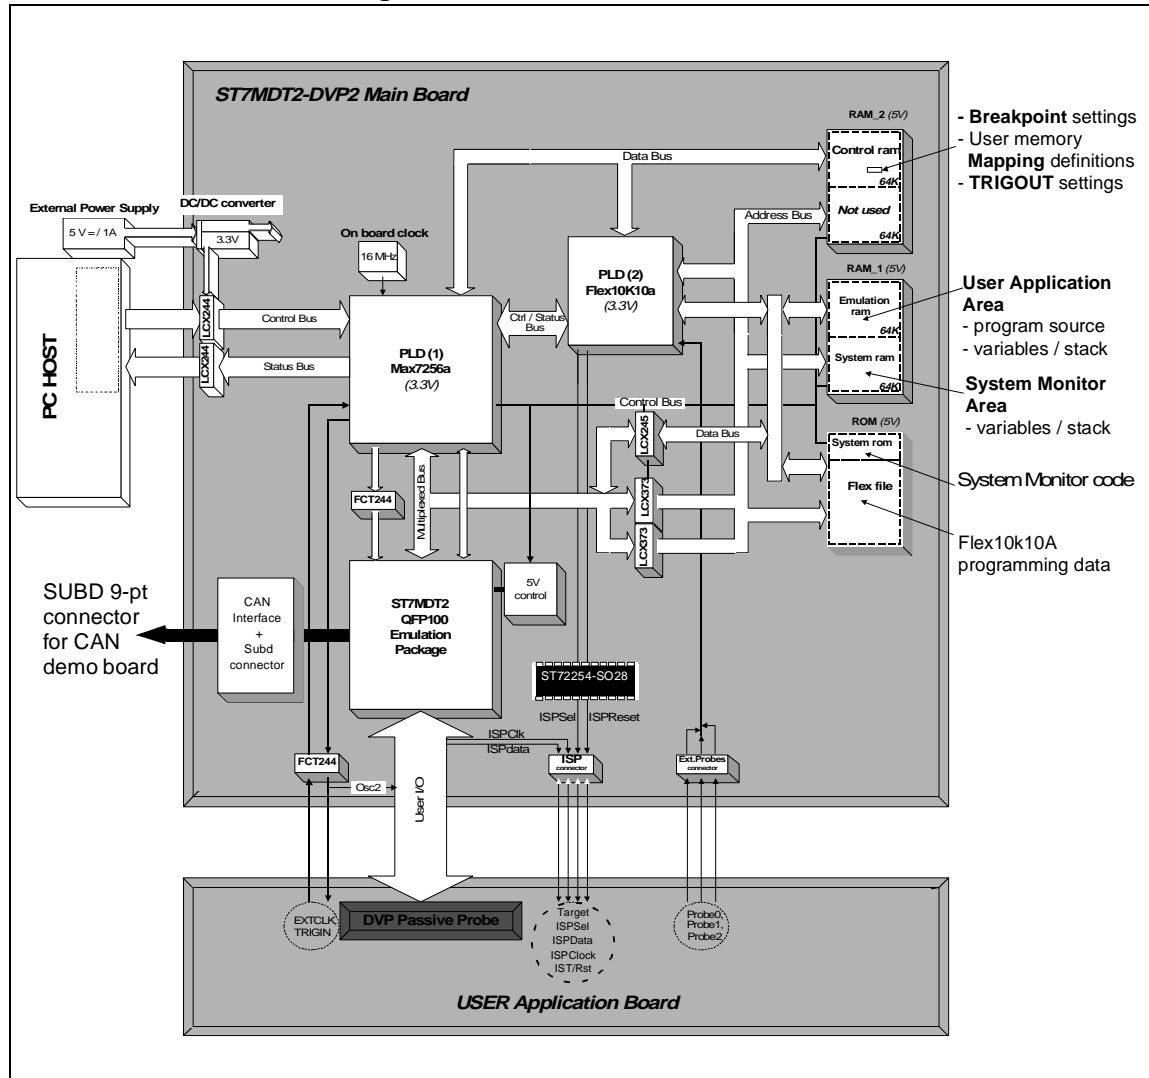 ST7MDT2-DVP2 Main Board
RAM_2 (5V)
- Breakpoint settings
- User memory
Mapping definitions
- TRIGOUT settings
Control ram
64K
Not used
64K
Data Bus
Address Bus
External Power Supply
5 V = / 1A
DC/DC converter
3.3V
On board clock
16 MHz
PLD (2)
Flex10K10a
(3.3V)
RAM_1 (5V)
Emulation
ram
64K
System ram
64K
User Application
Area
- program source
- variables / stack
System Monitor
Area
- variables / stack
PC HOST
LCX244
LCX244
Control Bus
Status Bus
PLD (1)
Max7256a
(3.3V)
Ctrl / Status
Bus
Control Bus
LCX245
Data Bus
ROM (5V)
System rom
Flex file
System Monitor code
Flex10k10A
programming data
FCT244
Multiplexed Bus
LCX373
LCX373
SUBD 9-pt
connector
for CAN
demo board
CAN
Interface
+
Subd
connector
ST7MDT2
QFP100
Emulation
Package
5V
control
ST72254-SO28
ISPSel
ISPReset
ISPClk
ISPdata
FCT244
Osc2
User I/O
ISP
connector
Ext.Probes
connector
EXTCLK,
TRIGIN
DVP Passive Probe
Target
ISPSel
ISPData
ISPClock
IST/Rst
Probe0,
Probe1,
Probe2
USER Application Board